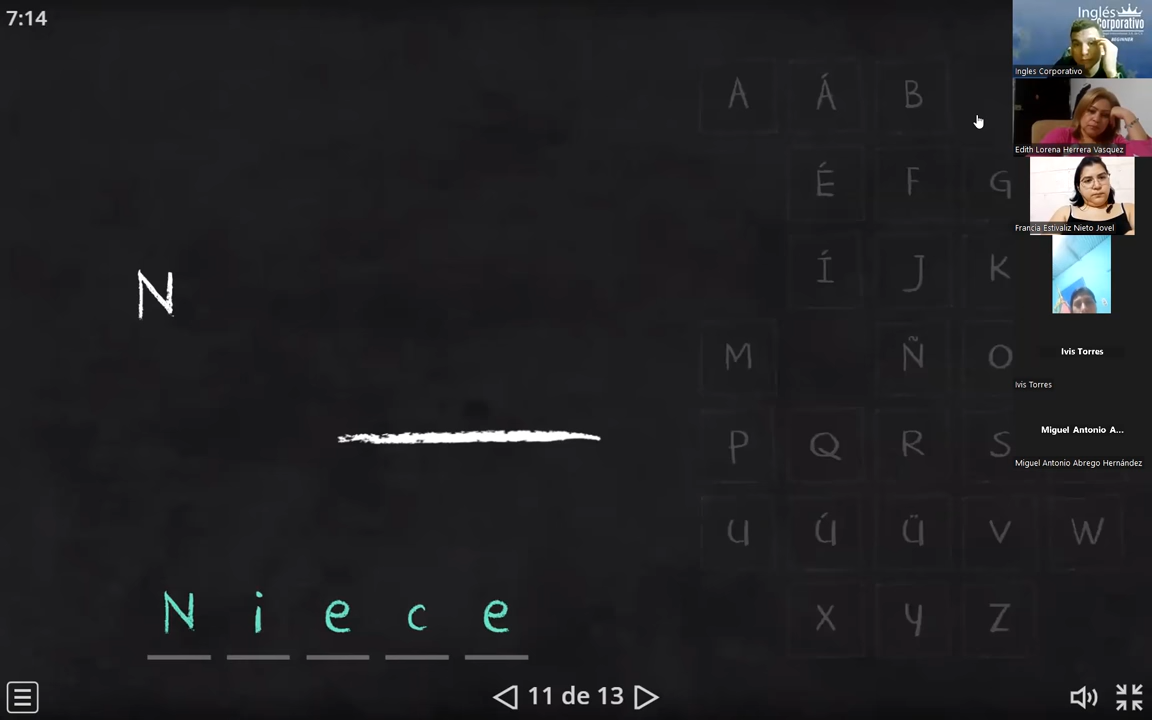 7:14
A Á B
É F G
N
Í J K
M Ñ O
P Q R S
U Ú Ü V W
X Y Z
N i e c e
11 de 13
Inglés
Corporativo
BEGINNER
Ingles Corporativo
Edith Lorena Herrera Vasquez
Francia Estivaliz Nieto Jovel
Ivis Torres
Ivis Torres
Miguel Antonio A...
Miguel Antonio Abrego Hernández